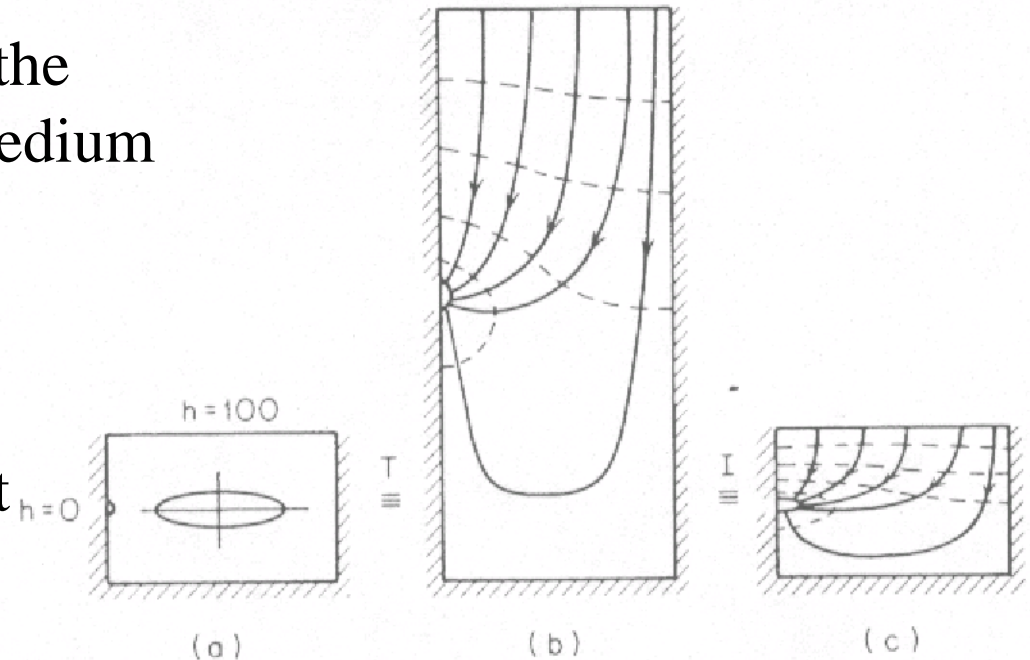 the
edium
h = 100
T
≡
I
≡
t
h = 0
(a)
(b)
(c)